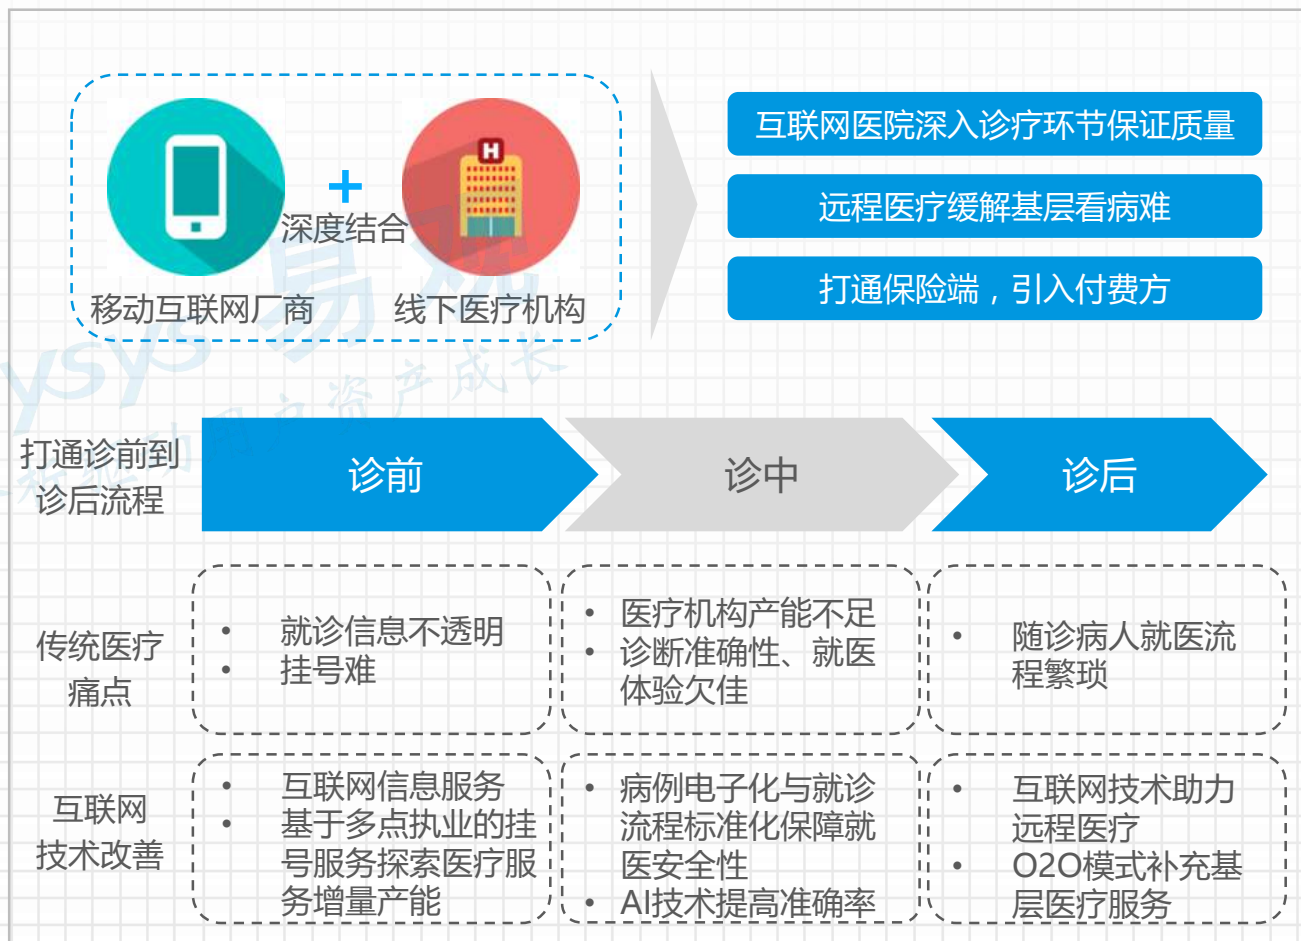 互联网医院深入诊疗环节保证质量
+
深度结合
远程医疗缓解基层看病难
H
移动互联网厂商
线下医疗机构
打通保险端，引入付费方
ysys 易观
用户资产成长
打通诊前到
诊后流程
诊前
诊中
诊后
传统医疗
痛点
• 就诊信息不透明
• 挂号难
• 医疗机构产能不足
• 诊断准确性、就医
体验欠佳
• 随诊病人就医流
程繁琐
互联网
技术改善
• 互联网信息服务
• 基于多点执业的挂
号服务探索医疗服
务增量产能
• 病例电子化与就诊
流程标准化保障就
医安全性
• AI技术提高准确率
• 互联网技术助力
远程医疗
• O2O模式补充基
层医疗服务